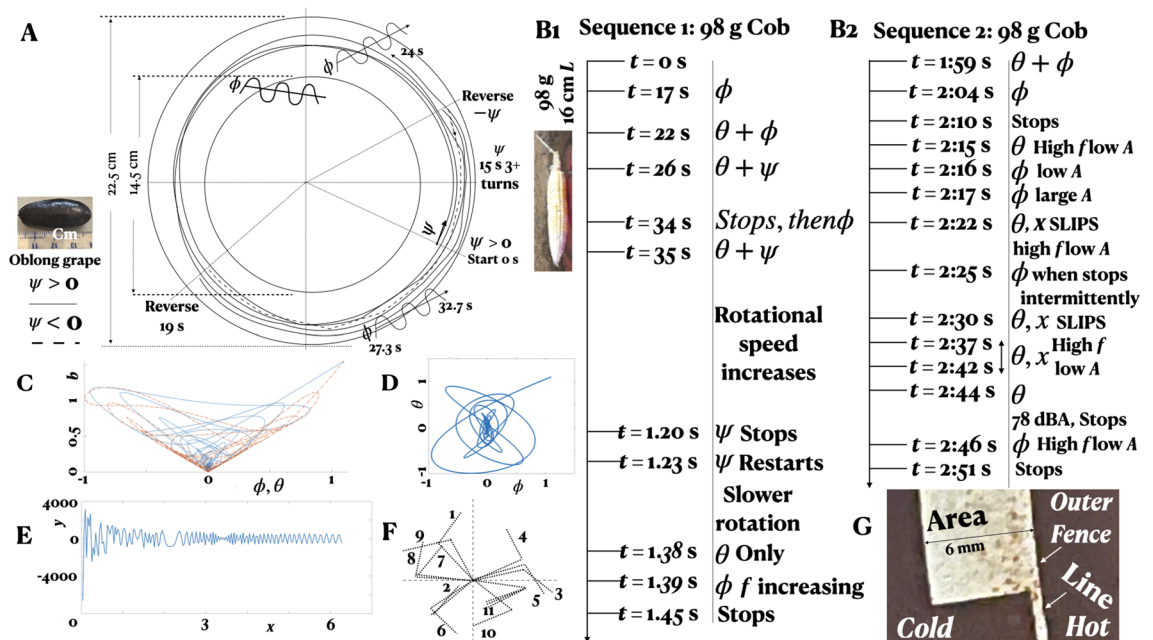 A
ϕ
24 s
ϕ
Reverse
−ψ
ψ
15 s 3+
turns
22.5 cm
14.5 cm
Cm
Oblong grape
ψ > 0
ψ < 0
ψ
ψ > 0
Start 0 s
Reverse
19 s
32.7 s
ϕ
27.3 s
B1 Sequence 1: 98 g Cob
98 g
16 cm L
t = 0 s
t = 17 s ϕ
t = 22 s θ + ϕ
t = 26 s θ + ψ
t = 34 s Stops, thenϕ
t = 35 s θ + ψ
Rotational
speed
increases
t = 1.20 s ψ Stops
t = 1.23 s ψ Restarts
Slower
rotation
t = 1.38 s θ Only
t = 1.39 s ϕ f increasing
t = 1.45 s Stops
B2 Sequence 2: 98 g Cob
t = 1:59 s θ + ϕ
t = 2:04 s ϕ
t = 2:10 s Stops
t = 2:15 s θ High f low A
t = 2:16 s ϕ low A
t = 2:17 s ϕ large A
t = 2:22 s θ, x SLIPS
high f low A
t = 2:25 s ϕ when stops
intermittently
t = 2:30 s θ, x SLIPS
t = 2:37 s
t = 2:42 s
θ, x High f
low A
t = 2:44 s θ
78 dBA, Stops
t = 2:46 s ϕ High f low A
t = 2:51 s Stops
C
b
1
0.5
0
-1 0 1
ϕ, θ
D
θ
1
0
-1
-1 0 1
ϕ
E
4000
y
0
-4000
0 3 x 6
F
1
9
8
7
4
2
3
5
11
6
10
G
Area
6 mm
Outer
Fence
Line
Cold
Hot